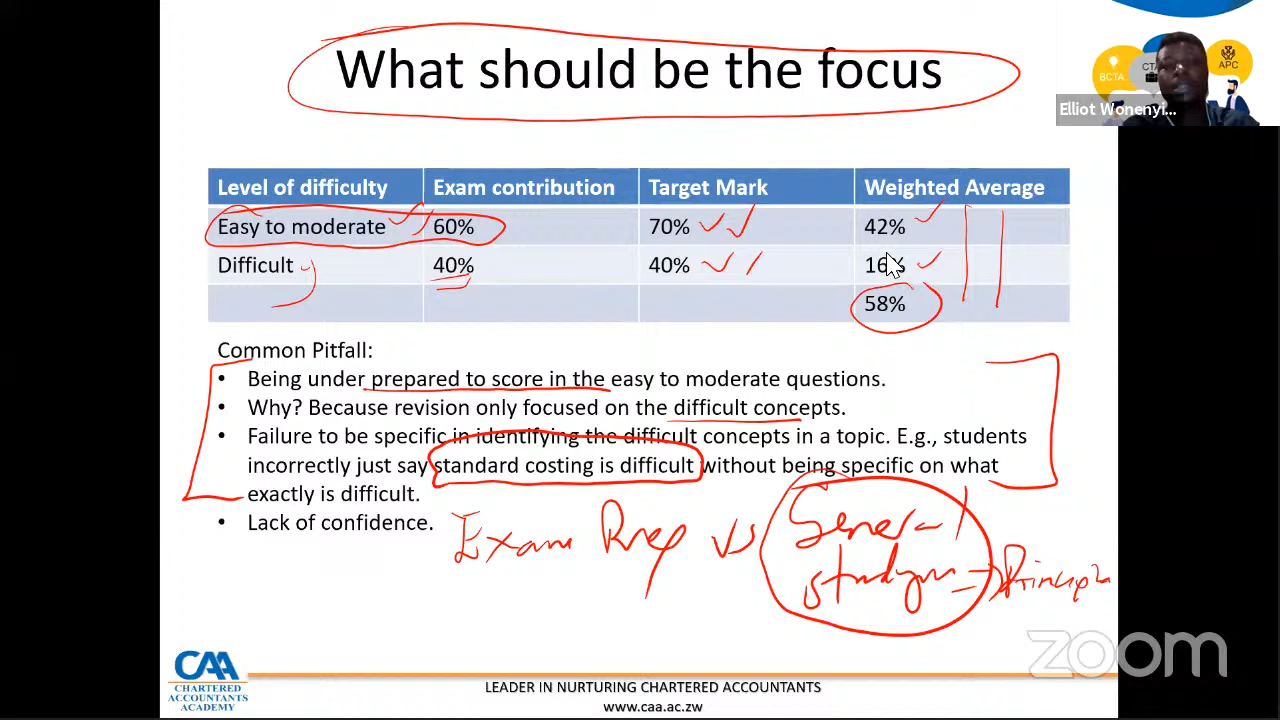 What should be the focus
BCTA
CTA
APC
Elliot Wonenyi...
Level of difficulty Exam contribution Target Mark Weighted Average
Easy to moderate 60% 70% 42%
Difficult 40% 40% 16%
58%
Common Pitfall:
• Being under prepared to score in the easy to moderate questions.
• Why? Because revision only focused on the difficult concepts.
• Failure to be specific in identifying the difficult concepts in a topic. E.g., students
incorrectly just say standard costing is difficult without being specific on what
exactly is difficult.
• Lack of confidence.
Exam Prep vs General
studying
zoom
CAA
CHARTERED
ACCOUNTANTS
ACADEMY
LEADER IN NURTURING CHARTERED ACCOUNTANTS
www.caa.ac.zw